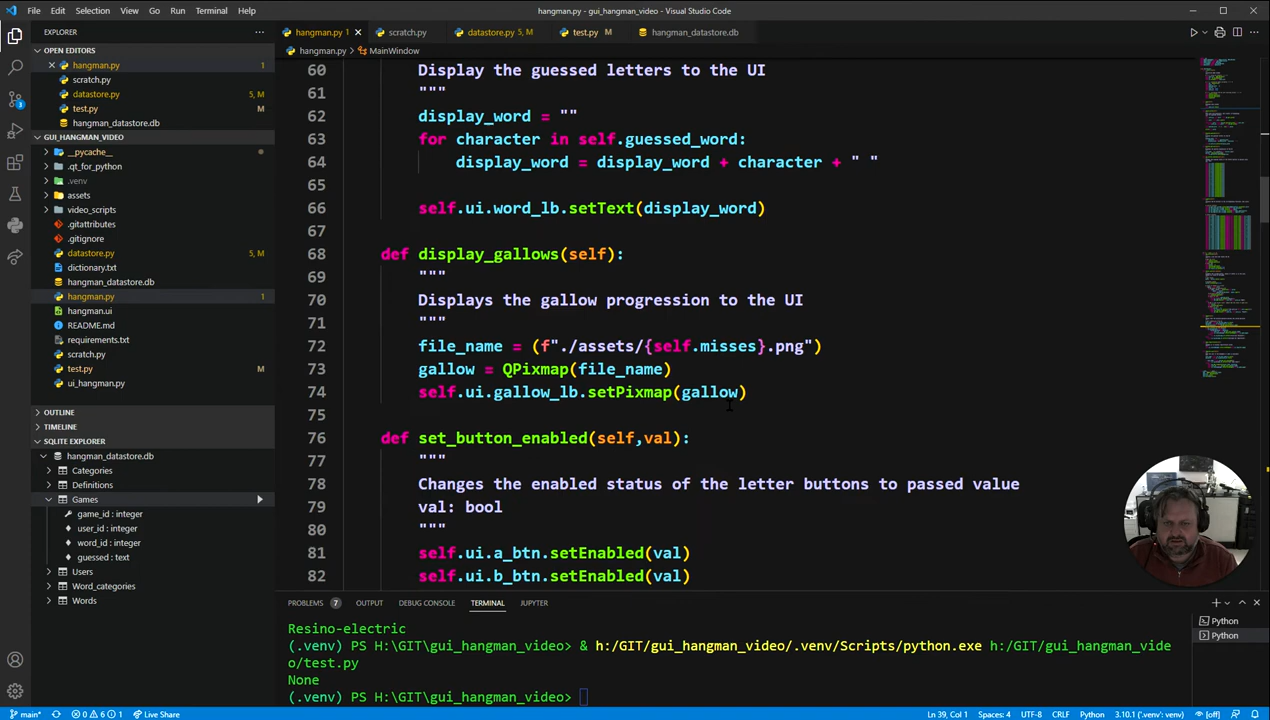 File Edit Selection View Go Run Terminal Help
hangman.py - gui_hangman_video - Visual Studio Code
EXPLORER
OPEN EDITORS
hangman.py 1
scratch.py
datastore.py 5, M
test.py M
hangman_datastore.db
GUI_HANGMAN_VIDEO
__pycache__
.qt_for_python
.venv
assets
video_scripts
.gitattributes
.gitignore
datastore.py 5, M
dictionary.txt
hangman_datastore.db
hangman.py 1
hangman.ui
README.md
requirements.txt
scratch.py
test.py M
ui_hangman.py
OUTLINE
TIMELINE
SQLITE EXPLORER
hangman_datastore.db
Categories
Definitions
Games
game_id : integer
user_id : integer
word_id : integer
guessed : text
Users
Word_categories
Words
hangman.py 1 scratch.py datastore.py 5, M test.py M hangman_datastore.db
hangman.py > MainWindow
60 Display the guessed letters to the UI
61 """
62 display_word = ""
63 for character in self.guessed_word:
64 display_word = display_word + character + " "
65
66 self.ui.word_lb.setText(display_word)
67
68 def display_gallows(self):
69 """
70 Displays the gallow progression to the UI
71 """
72 file_name = (f"./assets/{self.misses}.png")
73 gallow = QPixmap(file_name)
74 self.ui.gallow_lb.setPixmap(gallow)
75
76 def set_button_enabled(self,val):
77 """
78 Changes the enabled status of the letter buttons to passed value
79 val: bool
80 """
81 self.ui.a_btn.setEnabled(val)
82 self.ui.b_btn.setEnabled(val)
PROBLEMS 7 OUTPUT DEBUG CONSOLE TERMINAL JUPYTER
Resino-electric
(.venv) PS H:\GIT\gui_hangman_video> & h:/GIT/gui_hangman_video/.venv/Scripts/python.exe h:/GIT/gui_hangman_video
o/test.py
None
(.venv) PS H:\GIT\gui_hangman_video>
Python
Python
main* 0 6 1 Live Share
Ln 39, Col 1 Spaces: 4 UTF-8 CRLF Python 3.10.1 ('.venv': venv) [off]